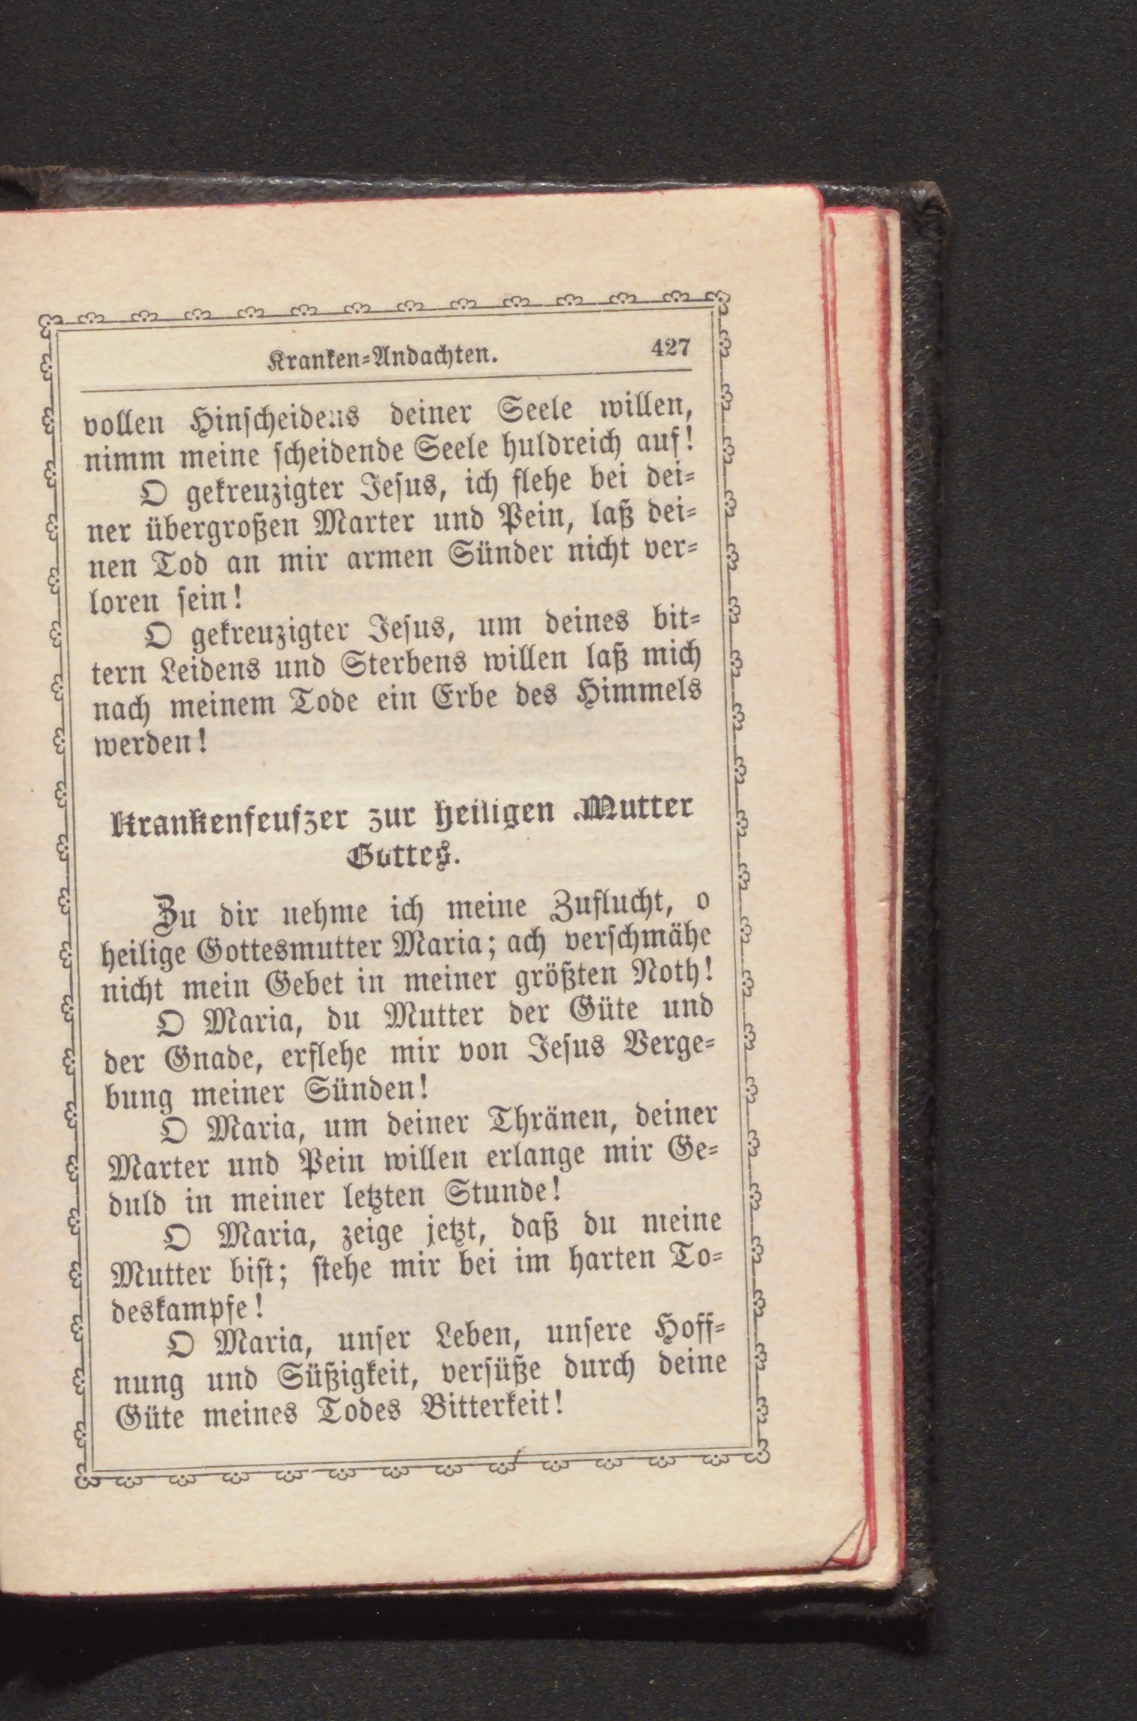 Kranken-Andachten. 427
vollen Hinscheidens deiner Seele willen,
nimm meine scheidende Seele huldreich auf!
O gekreuzigter Jesus, ich flehe bei dei-
ner übergroßen Marter und Pein, laß dei-
nen Tod an mir armen Sünder nicht ver-
loren sein!
O gekreuzigter Jesus, um deines bit-
tern Leidens und Sterbens willen laß mich
nach meinem Tode ein Erbe des Himmels
werden!
Krankenseufzer zur heiligen Mutter
Gottes.
Zu dir nehme ich meine Zuflucht, o
heilige Gottesmutter Maria; ach verschmähe
nicht mein Gebet in meiner größten Noth!
O Maria, du Mutter der Güte und
der Gnade, erflehe mir von Jesus Verge-
bung meiner Sünden!
O Maria, um deiner Thränen, deiner
Marter und Pein willen erlange mir Ge-
duld in meiner letzten Stunde!
O Maria, zeige jetzt, daß du meine
Mutter bist; stehe mir bei im harten To-
deskampfe!
O Maria, unser Leben, unsere Hoff-
nung und Süßigkeit, versüße durch deine
Güte meines Todes Bitterkeit!